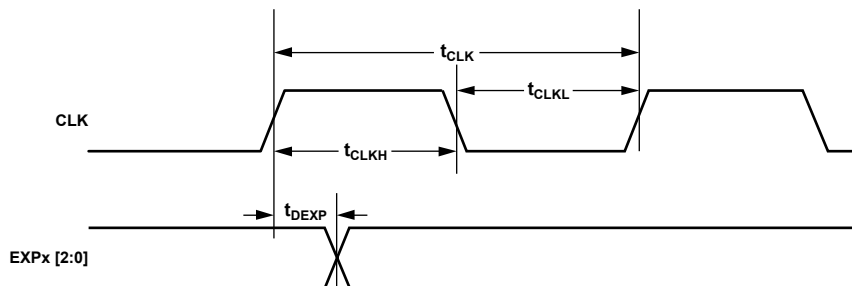 tCLK
tCLKL
CLK
tCLKH
tDEXP
EXPx [2:0]